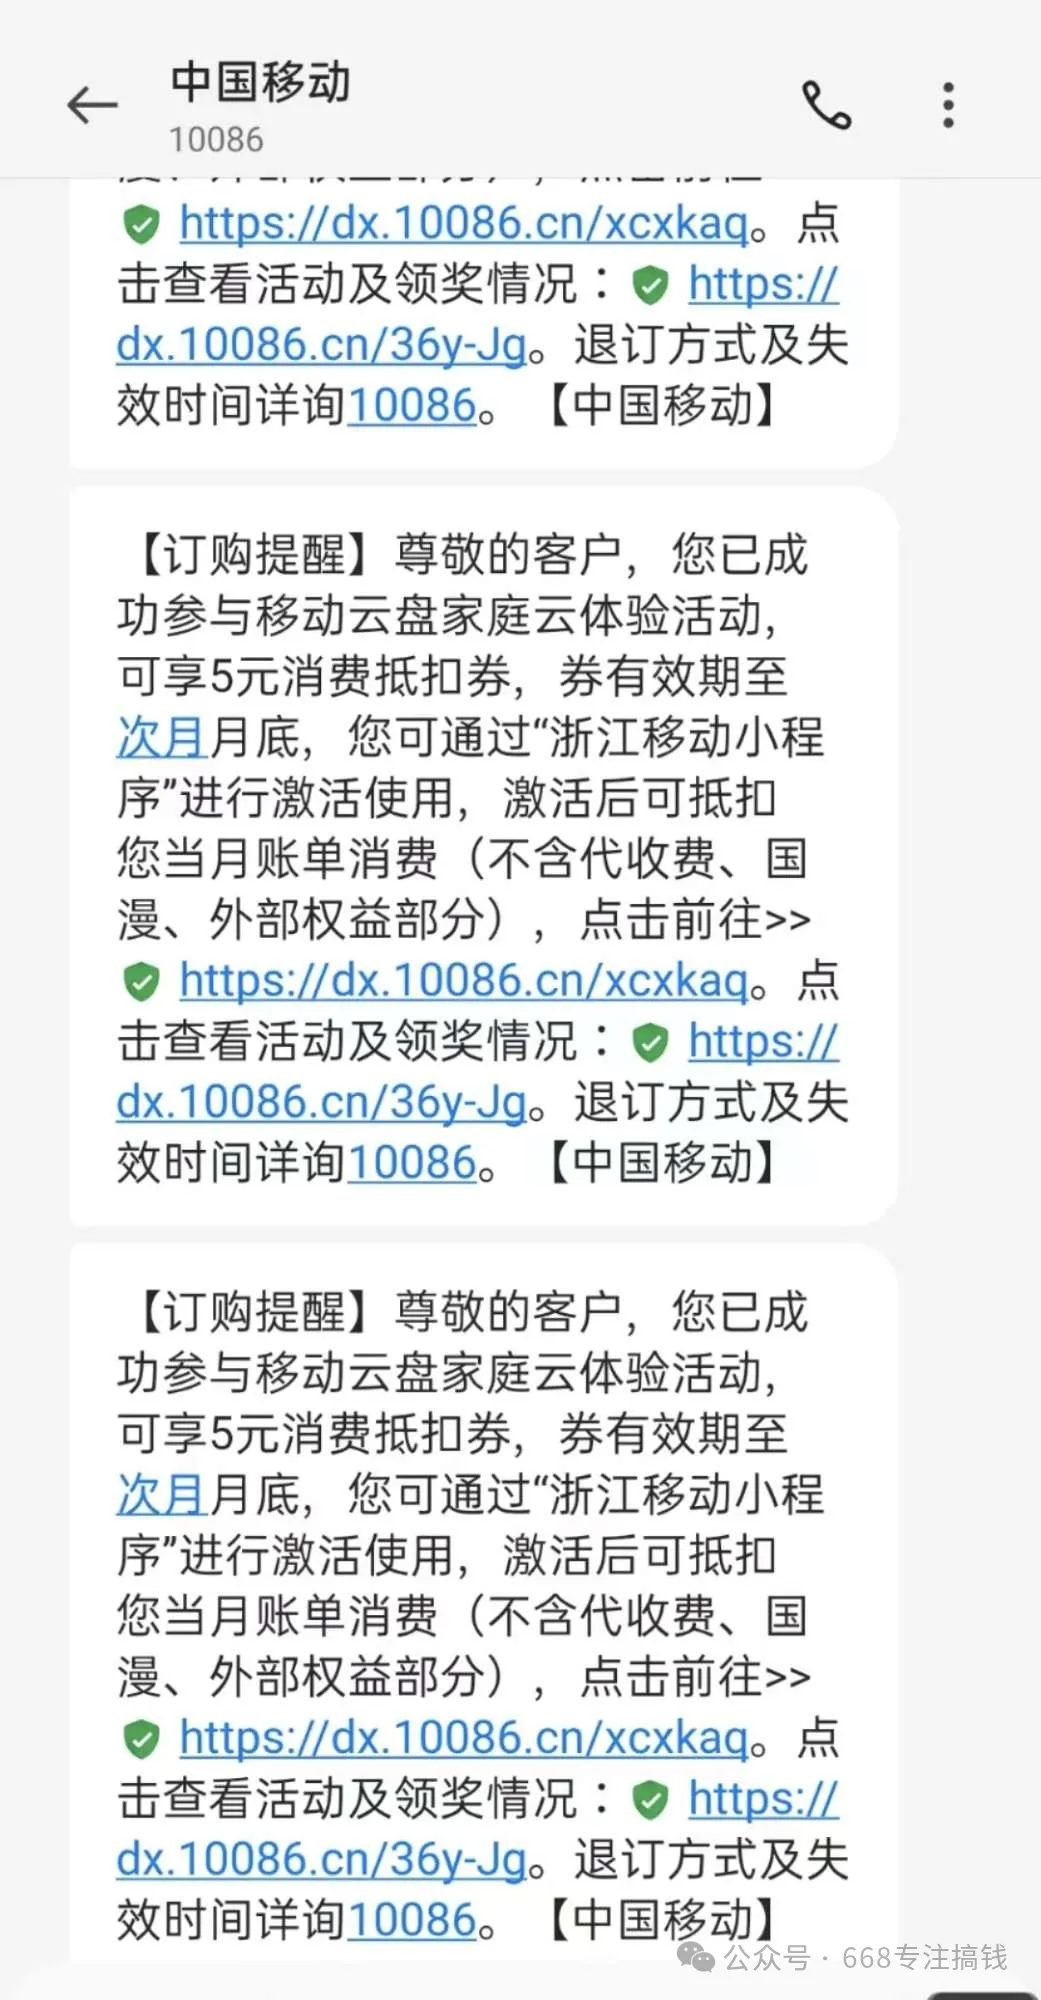 中国移动
10086
漫、外部权益部分），点击前往
https://dx.10086.cn/xcxkaq。点
击查看活动及领奖情况：https://
dx.10086.cn/36y-Jg。退订方式及失
效时间详询10086。【中国移动】
【订购提醒】尊敬的客户，您已成
功参与移动云盘家庭云体验活动，
可享5元消费抵扣券，券有效期至
次月月底，您可通过“浙江移动小程
序”进行激活使用，激活后可抵扣
您当月账单消费（不含代收费、国
漫、外部权益部分），点击前往>>
https://dx.10086.cn/xcxkaq。点
击查看活动及领奖情况：https://
dx.10086.cn/36y-Jg。退订方式及失
效时间详询10086。【中国移动】
【订购提醒】尊敬的客户，您已成
功参与移动云盘家庭云体验活动，
可享5元消费抵扣券，券有效期至
次月月底，您可通过“浙江移动小程
序”进行激活使用，激活后可抵扣
您当月账单消费（不含代收费、国
漫、外部权益部分），点击前往>>
https://dx.10086.cn/xcxkaq。点
击查看活动及领奖情况：https://
dx.10086.cn/36y-Jg。退订方式及失
效时间详询10086。【中国移动】
公众号·668专注搞钱